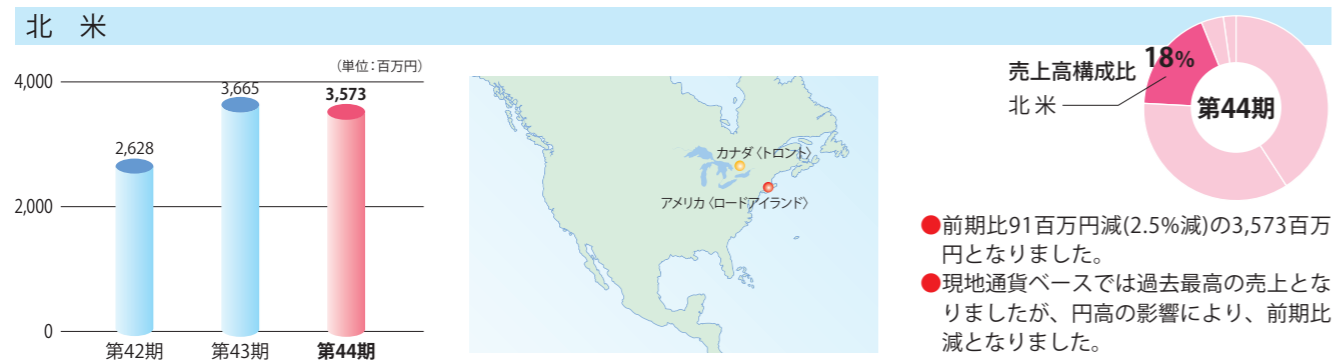 北 米
(単位:百万円)
4,000
2,000
0
2,628
3,665
3,573
第42期
第43期
第44期
カナダ〈トロント〉
アメリカ〈ロードアイランド〉
売上高構成比 18%
北 米
第44期
●前期比91百万円減(2.5%減)の3,573百万
円となりました。
●現地通貨ベースでは過去最高の売上とな
りましたが、円高の影響により、前期比
減となりました。